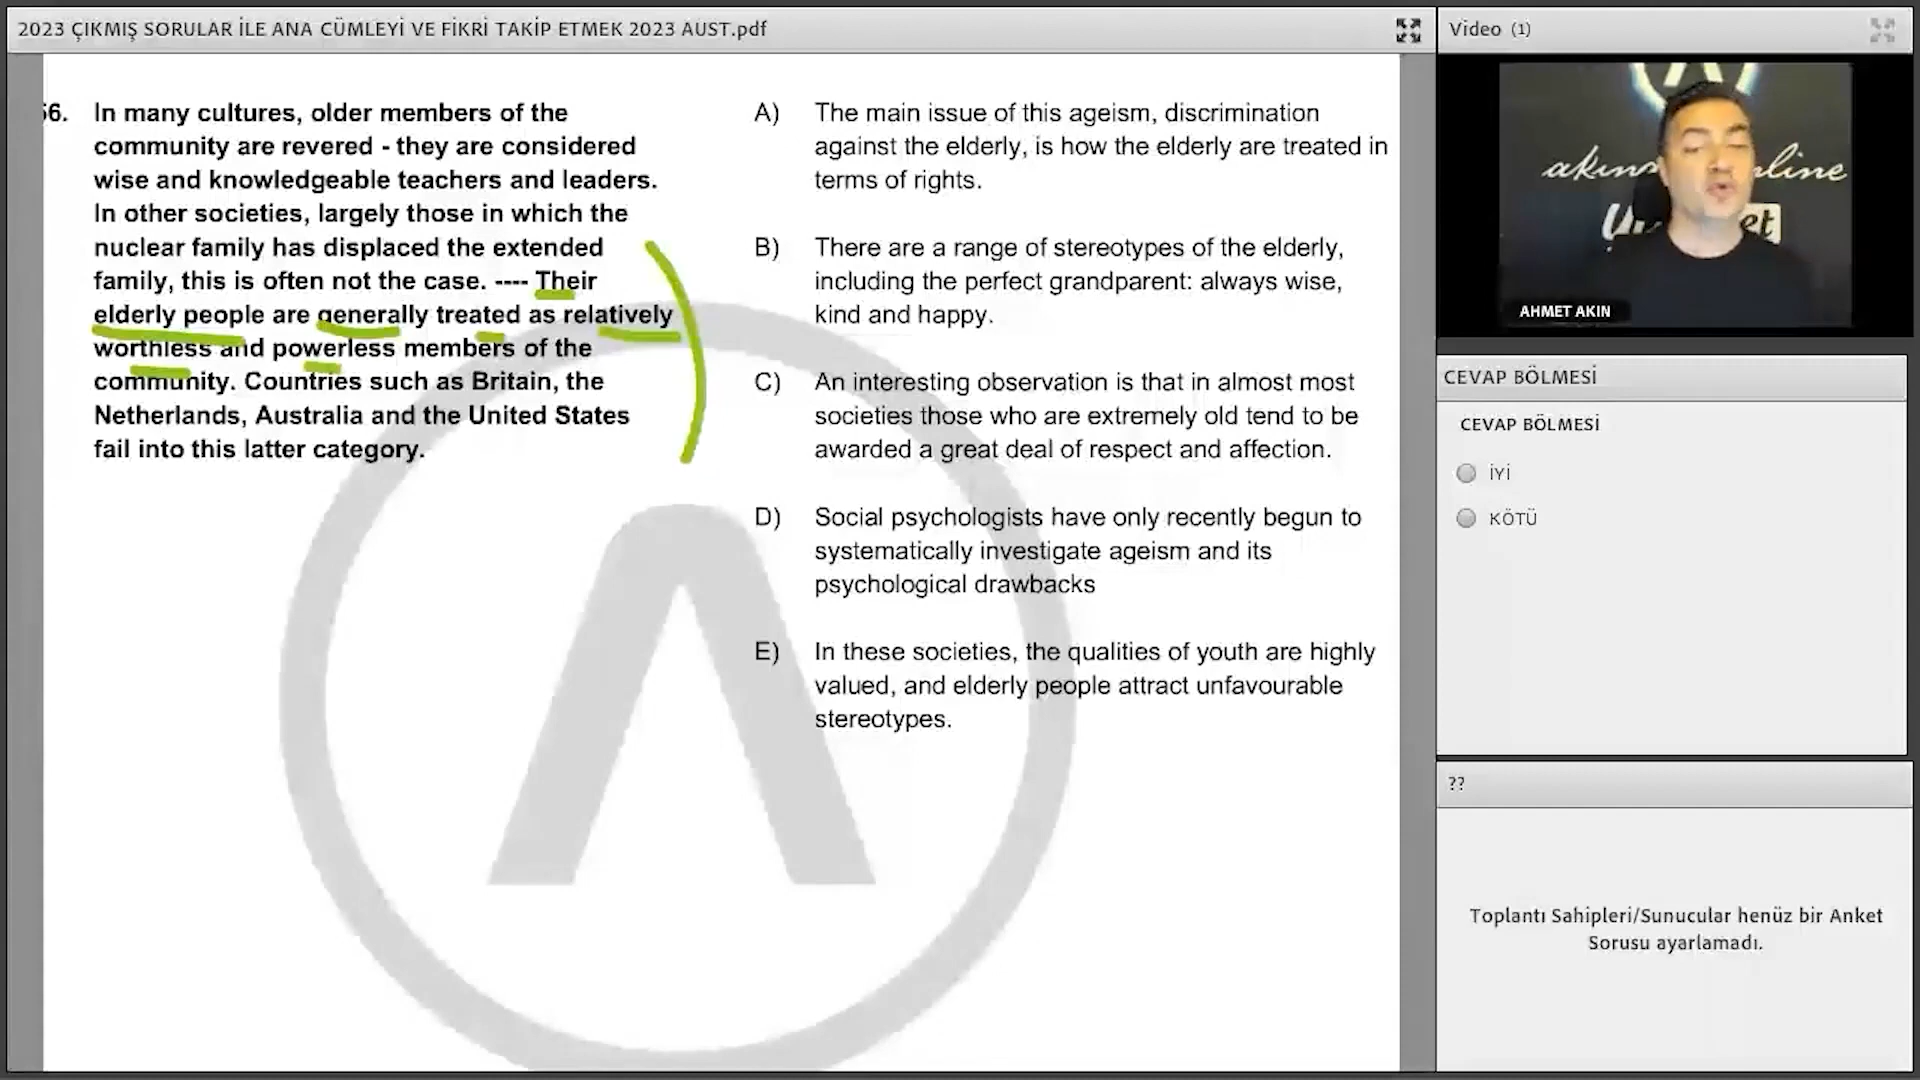 2023 ÇIKMIŞ SORULAR İLE ANA CÜMLEYİ VE FİKRİ TAKİP ETMEK 2023 AUST.pdf
56. In many cultures, older members of the
community are revered - they are considered
wise and knowledgeable teachers and leaders.
In other societies, largely those in which the
nuclear family has displaced the extended
family, this is often not the case. ---- Their
elderly people are generally treated as relatively
worthless and powerless members of the
community. Countries such as Britain, the
Netherlands, Australia and the United States
fail into this latter category.
A) The main issue of this ageism, discrimination
against the elderly, is how the elderly are treated in
terms of rights.
B) There are a range of stereotypes of the elderly,
including the perfect grandparent: always wise,
kind and happy.
C) An interesting observation is that in almost most
societies those who are extremely old tend to be
awarded a great deal of respect and affection.
D) Social psychologists have only recently begun to
systematically investigate ageism and its
psychological drawbacks
E) In these societies, the qualities of youth are highly
valued, and elderly people attract unfavourable
stereotypes.
Video (1)
AHMET AKIN
CEVAP BÖLMESİ
CEVAP BÖLMESİ
İYİ
KÖTÜ
??
Toplantı Sahipleri/Sunucular henüz bir Anket
Sorusu ayarlamadı.